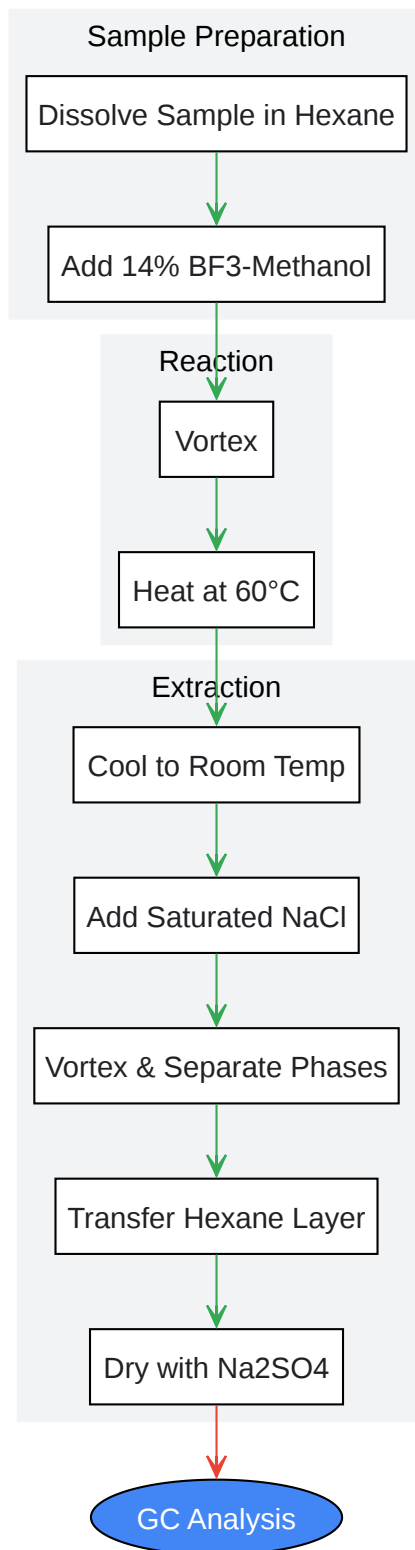 Sample Preparation
Dissolve Sample in Hexane
Add 14% BF3-Methanol
Reaction
Vortex
Heat at 60°C
Extraction
Cool to Room Temp
Add Saturated NaCl
Vortex & Separate Phases
Transfer Hexane Layer
Dry with Na2SO4
GC Analysis